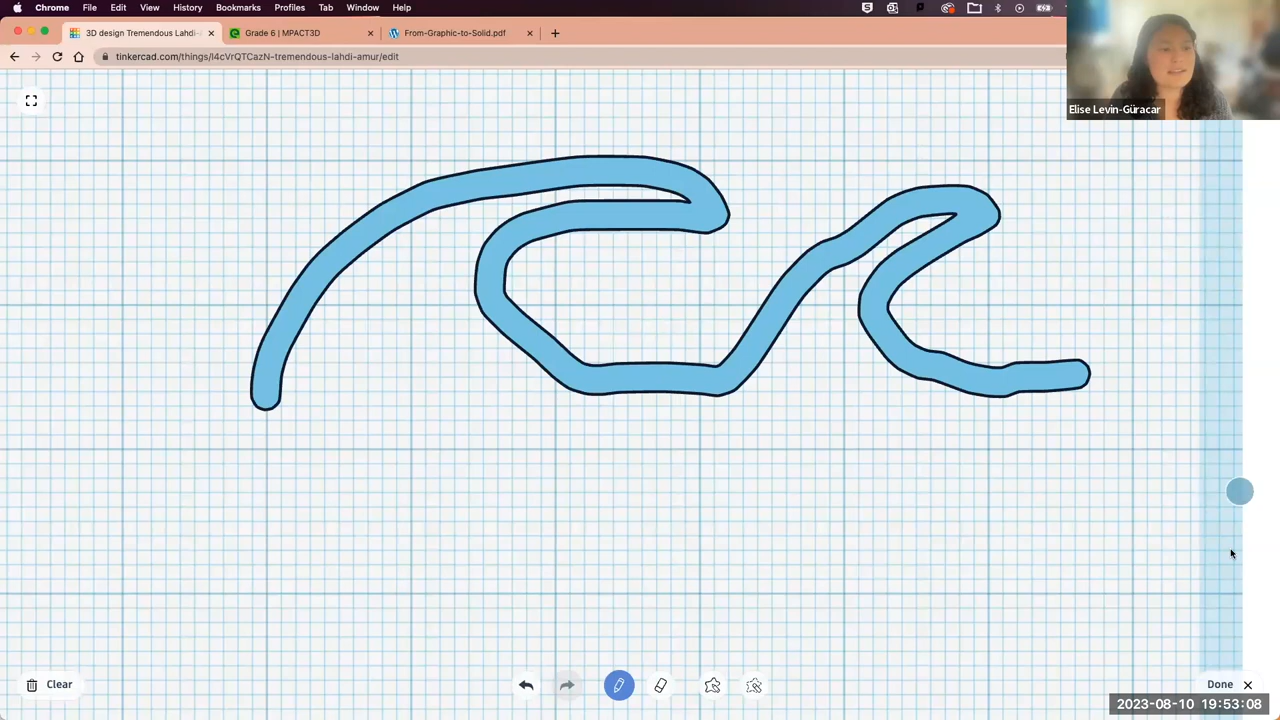 Chrome File Edit View History Bookmarks Profiles Tab Window Help
3D design Tremendous Lahdi-
Grade 6 | MPACT3D
From-Graphic-to-Solid.pdf
tinkercad.com/things/l4cVrQTCazN-tremendous-lahdi-amur/edit
Elise Levin-Güracar
Clear
Done
2023-08-10 19:53:08